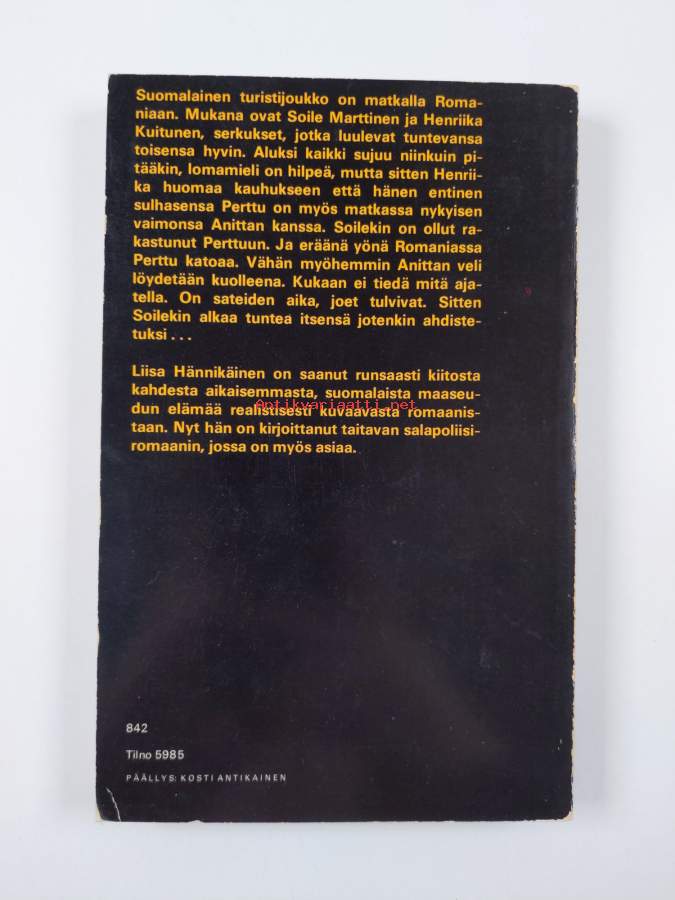 Suomalainen turistijoukko on matkalla Roma-
niaan. Mukana ovat Soile Marttinen ja Henriika
Kuitunen, serkukset, jotka luulevat tuntevansa
toisensa hyvin. Aluksi kaikki sujuu niinkuin pi-
tääkin, lomamieli on hilpeä, mutta sitten Henrii-
ka huomaa kauhukseen että hänen entinen
sulhasensa Perttu on myös matkassa nykyisen
vaimonsa Anittan kanssa. Soilekin on ollut ra-
kastunut Perttuun. Ja eräänä yönä Romaniassa
Perttu katoaa. Vähän myöhemmin Anittan veli
löydetään kuolleena. Kukaan ei tiedä mitä aja-
tella. On sateiden aika, joet tulvivat. Sitten
Soilekin alkaa tuntea itsensä jotenkin ahdiste-
tuksi...
Liisa Hännikäinen on saanut runsaasti kiitosta
kahdesta aikaisemmasta, suomalaista maaseu-
dun elämää realistisesti kuvaavasta romaanis-
Antikvariaatti.net
taan. Nyt hän on kirjoittanut taitavan salapoliisi-
romaanin, jossa on myös asiaa.
842
Tilno 5985
PÄÄLLYS: KOSTI ANTIKAINEN